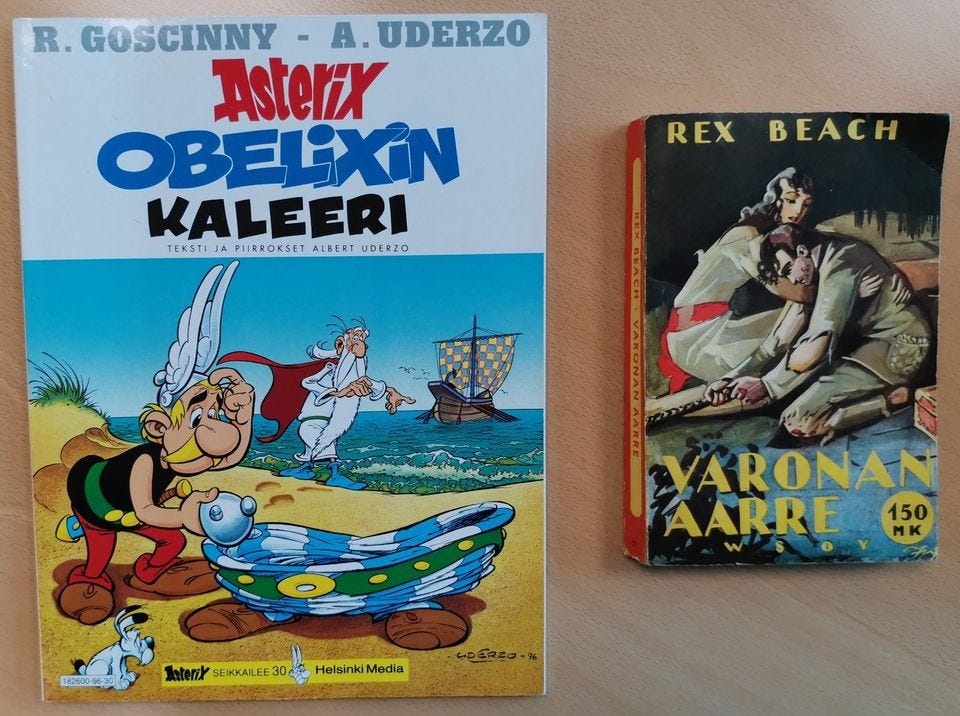 R. GOSCINNY - A. UDERZO
Asterix
OBELiXiN
KALEERI
TEKSTI JA PIIRROKSET ALBERT UDERZO
UDERZO - 96
182600-96-30
Asterix SEIKKAILEE 30 Helsinki Media
REX BEACH · VARONAN AARRE
REX BEACH
VARONAN
AARRE
150
MK
WSOY